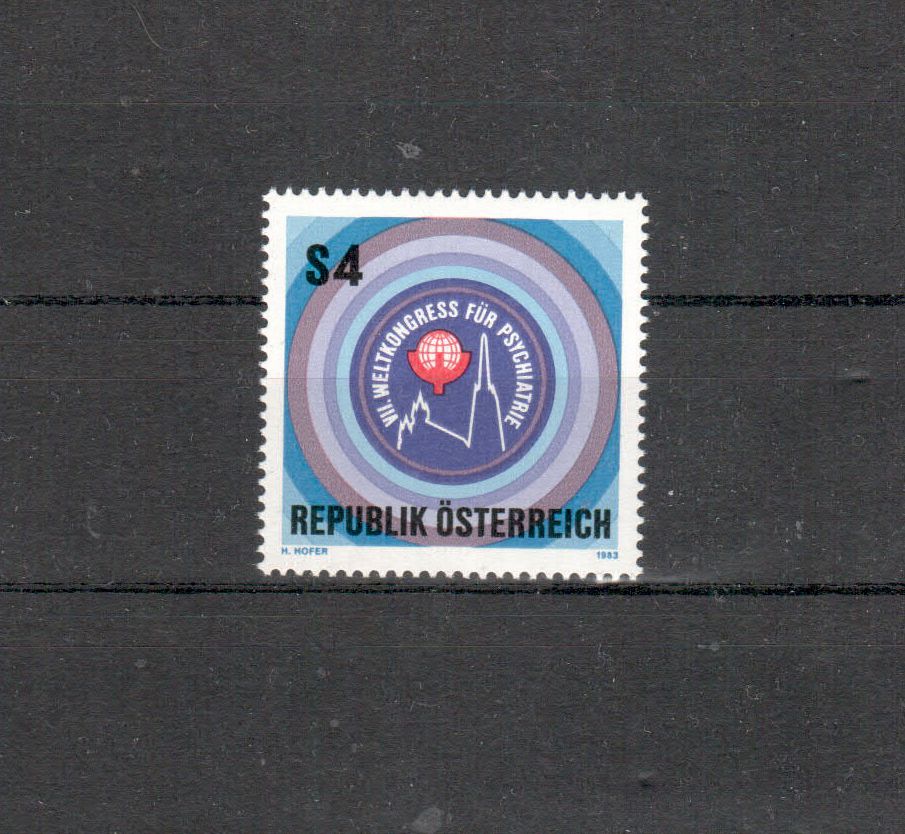 S4
VII. WELTKONGRESS FÜR PSYCHIATRIE
REPUBLIK ÖSTERREICH
H. HOFER 1983